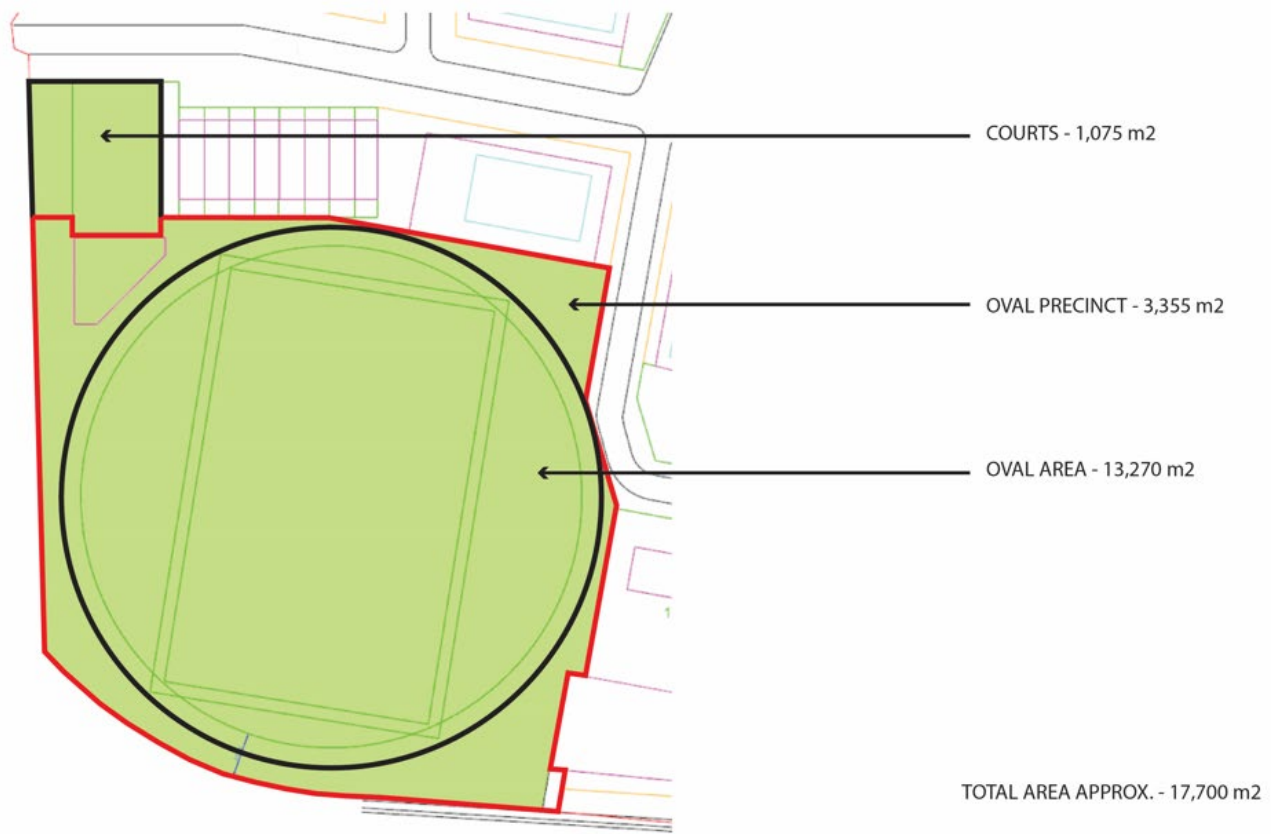 COURTS - 1,075 m2
OVAL PRECINCT - 3,355 m2
OVAL AREA - 13,270 m2
1
TOTAL AREA APPROX. - 17,700 m2